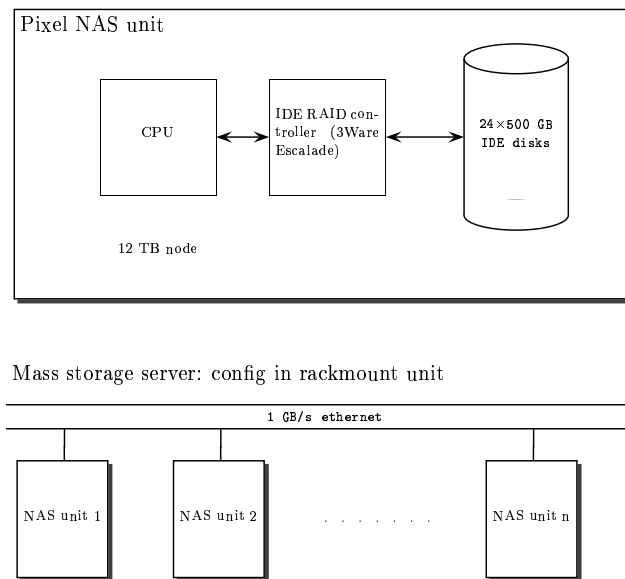 Pixel NAS unit
CPU
IDE RAID con-
troller (3Ware
Escalade)
24×500 GB
IDE disks
12 TB node
Mass storage server: config in rackmount unit
1 GB/s ethernet
NAS unit 1
NAS unit 2
. . . . . . .
NAS unit n